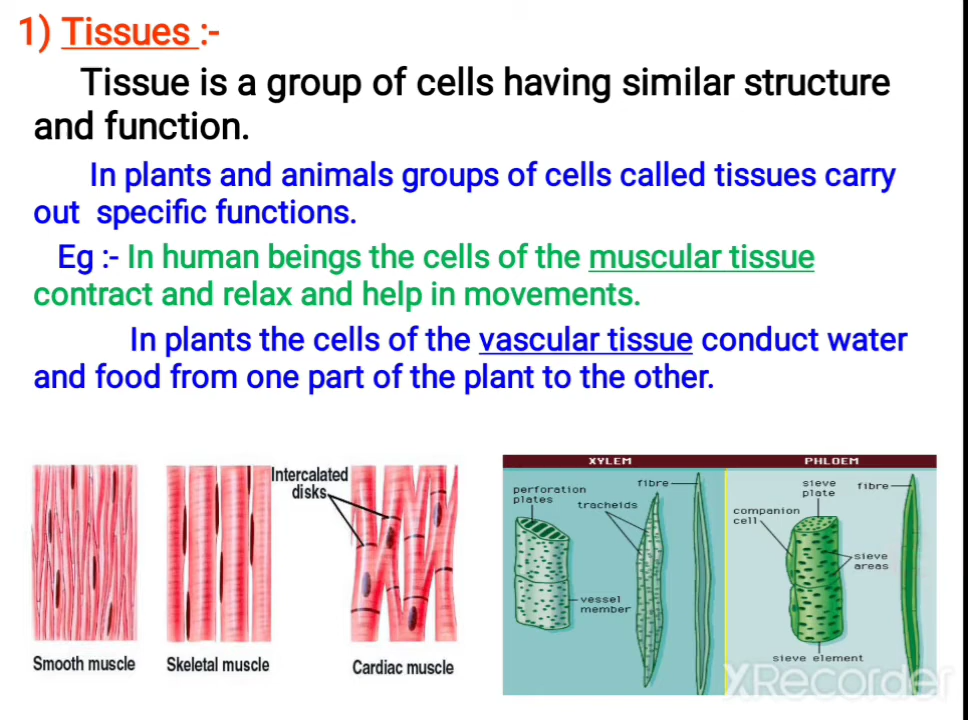 1) Tissues :-
Tissue is a group of cells having similar structure
and function.
In plants and animals groups of cells called tissues carry
out specific functions.
Eg :- In human beings the cells of the muscular tissue
contract and relax and help in movements.
In plants the cells of the vascular tissue conduct water
and food from one part of the plant to the other.
Intercalated
disks
Smooth muscle
Skeletal muscle
Cardiac muscle
XYLEM
perforation
plates
tracheids
fibre
vessel
member
PHLOEM
sieve
plate
fibre
companion
cell
sieve
areas
sieve element
XRecorder